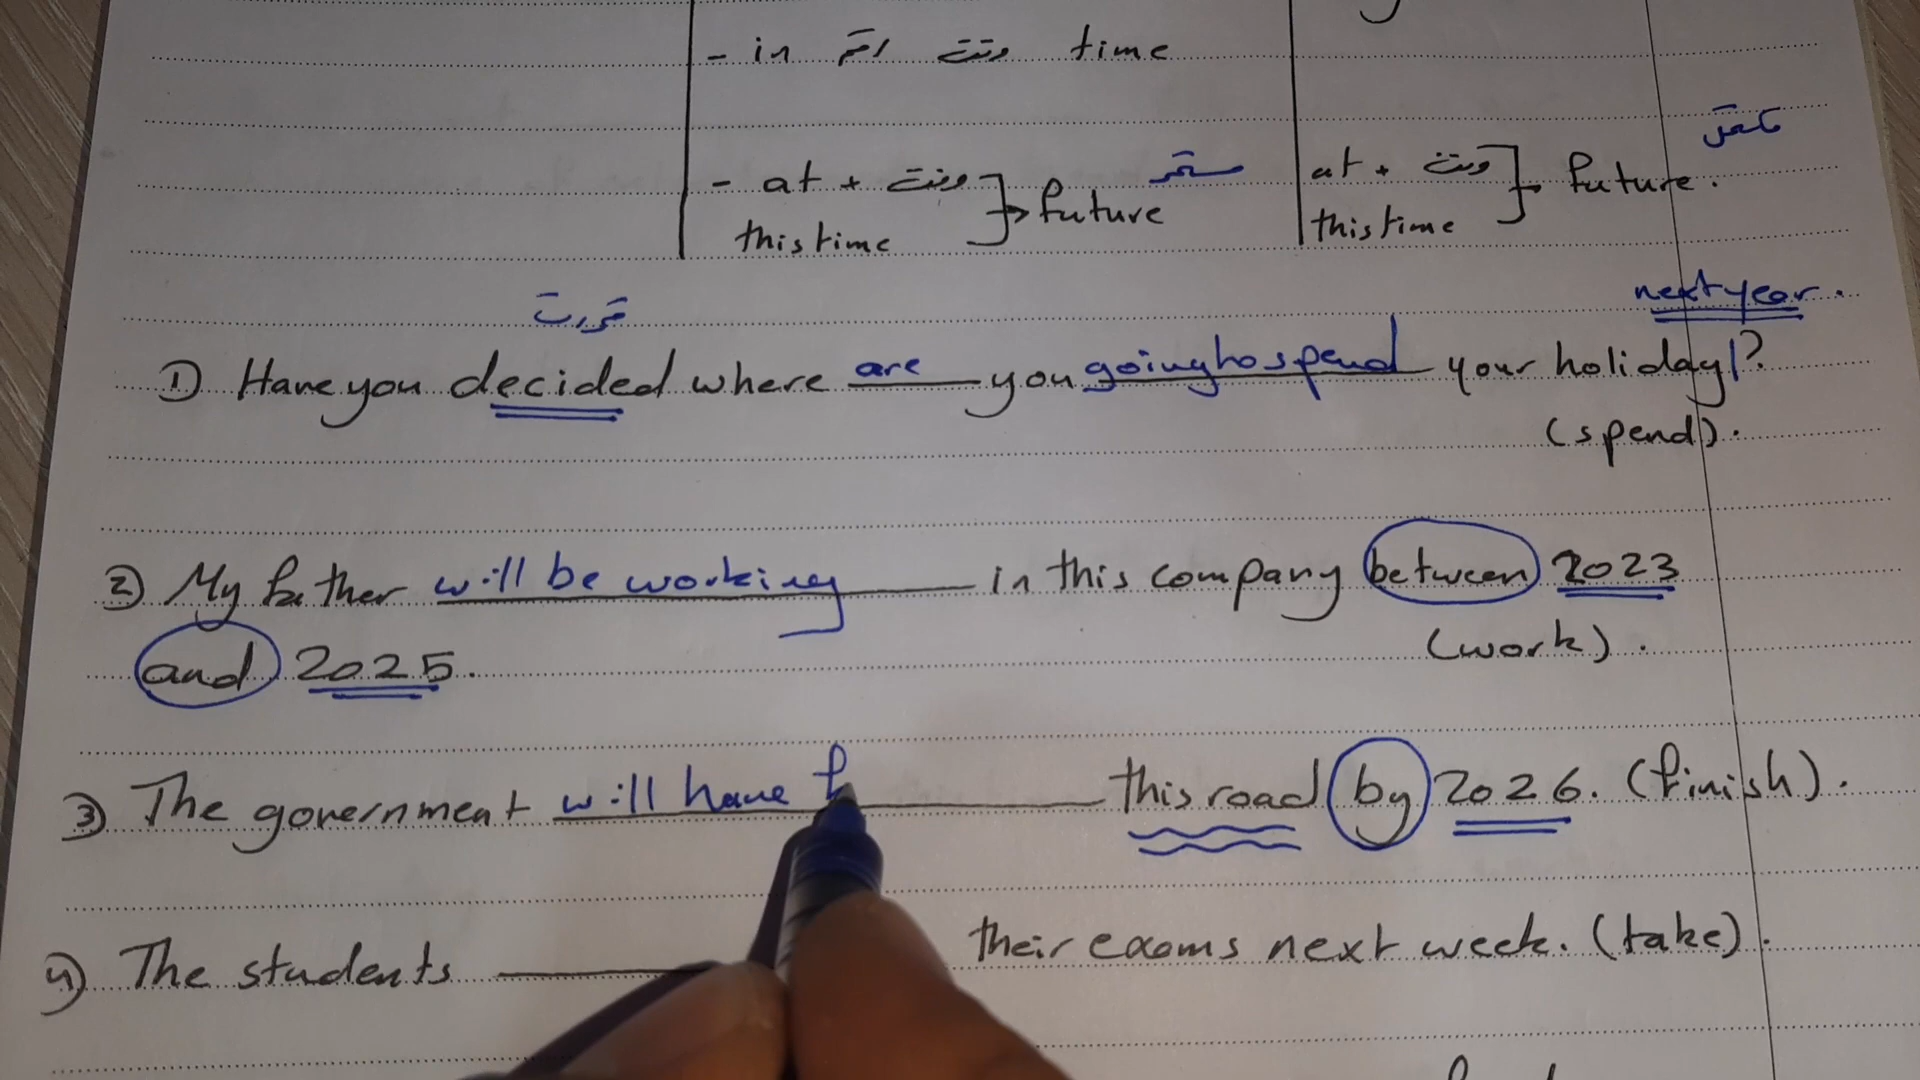 - in وقت time
- at + وقت ] → future مستمر
this time
at + وقت ] → future.
this time
قررت
next year.
1) Have you decided where are you going to spend your holiday?
(spend).
2) My father will be working in this company between 2023
(work).
and 2025.
3) The government will have f this road by 2026. (finish).
4) The students their exams next week. (take).